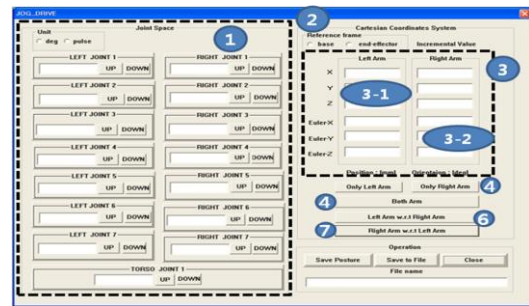 JOG_DRIVE
Joint Space
Unit
deg pulse
1
LEFT JOINT 1
UP DOWN
RIGHT JOINT 1
UP DOWN
LEFT JOINT 2
UP DOWN
RIGHT JOINT 2
UP DOWN
LEFT JOINT 3
UP DOWN
RIGHT JOINT 3
UP DOWN
LEFT JOINT 4
UP DOWN
RIGHT JOINT 4
UP DOWN
LEFT JOINT 5
UP DOWN
RIGHT JOINT 5
UP DOWN
LEFT JOINT 6
UP DOWN
RIGHT JOINT 6
UP DOWN
LEFT JOINT 7
UP DOWN
RIGHT JOINT 7
UP DOWN
TORSO JOINT 1
UP DOWN
2
Cartesian Coordinates System
Reference frame
base end-effector Incremental Value
3
Left Arm Right Arm
X
Y
3-1
Z
Euler-X
Euler-Y
3-2
Euler-Z
Position : [mm] Orientation : [deg]
Only Left Arm Only Right Arm 4
4 Both Arm
Left Arm w.r.t Right Arm 6
7 Right Arm w.r.t Left Arm
Operation
Save Posture Save to File Close
File name